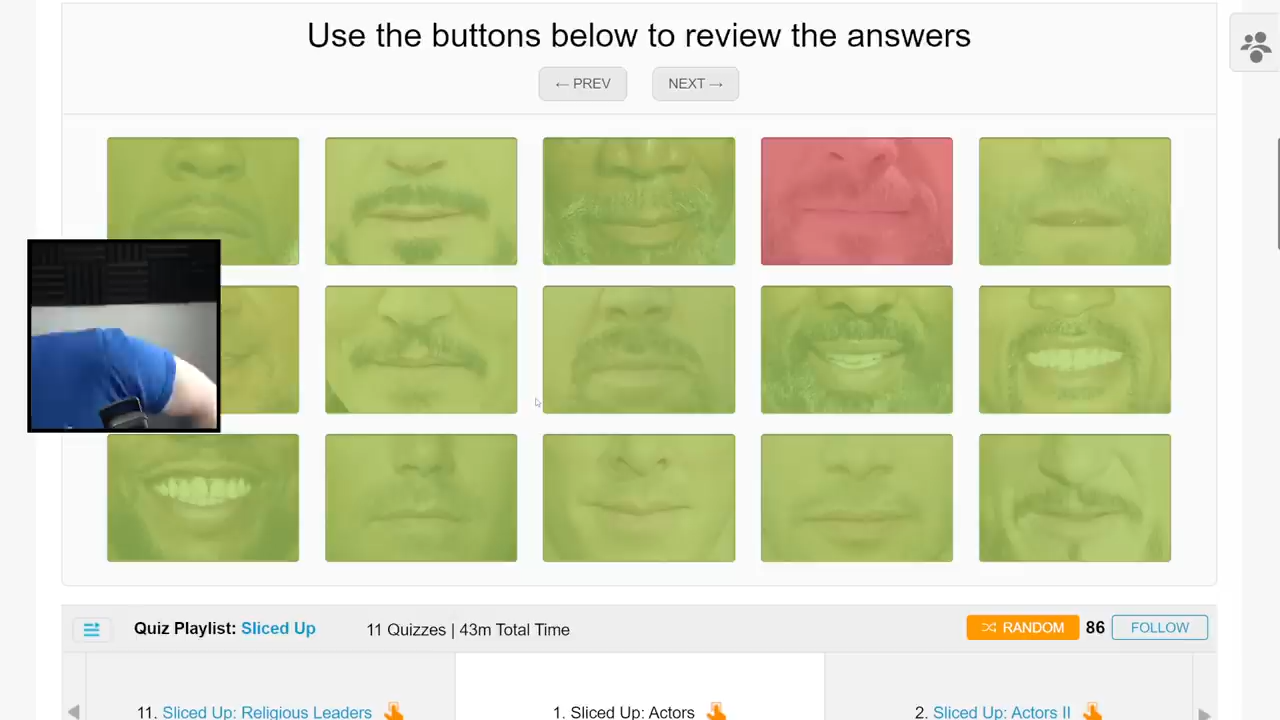 Use the buttons below to review the answers
← PREV
NEXT →
Quiz Playlist: Sliced Up
11 Quizzes | 43m Total Time
RANDOM
86
FOLLOW
11. Sliced Up: Religious Leaders
1. Sliced Up: Actors
2. Sliced Up: Actors II